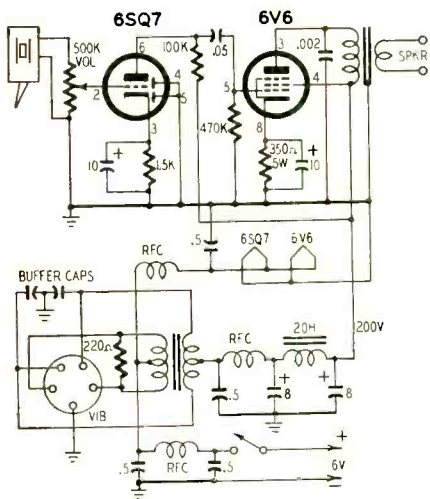 6SQ7 6V6
500K VOL
100K
.05
.002
SPKR
6
4
5
2
3
3
4
5
8
10 +
1.5K
470K
350Ω 5W
+ 10
.5
6SQ7 6V6
RFC
BUFFER CAPS
220Ω
VIB
RFC
20H
200V
.5
+ 8
+ 8
.5
RFC
.5
+
6V
−